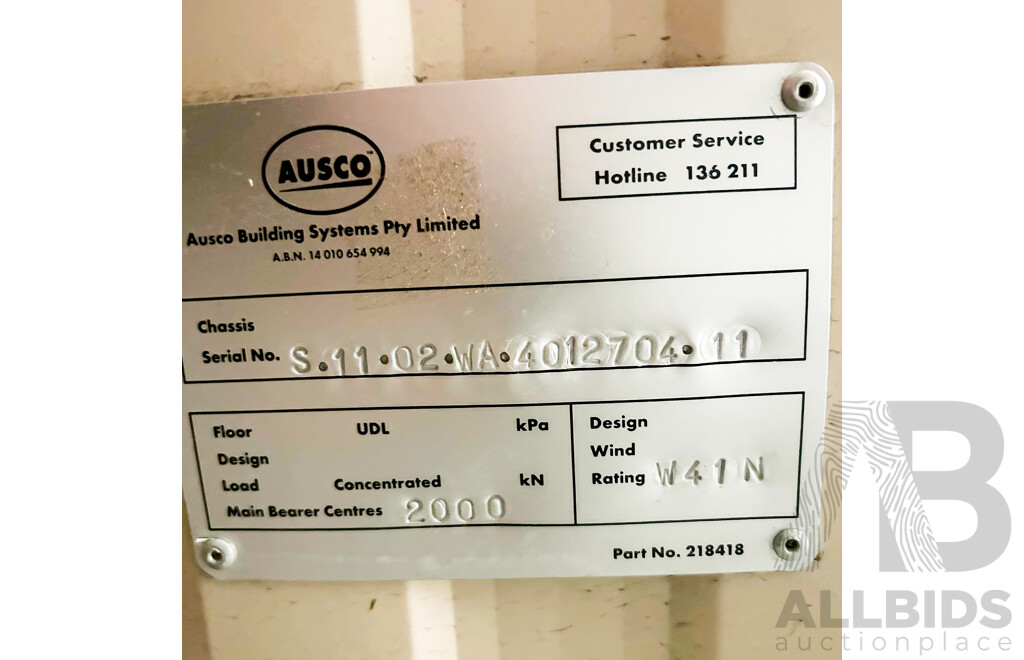 AUSCO™
Ausco Building Systems Pty Limited
A.B.N. 14 010 654 994
Customer Service
Hotline 136 211
Chassis
Serial No. S•11•02•WA•4012704•11
Floor UDL kPa
Design
Load Concentrated kN
Main Bearer Centres 2000
Design
Wind
Rating W41N
Part No. 218418
AB
ALLBIDS
auctionplace